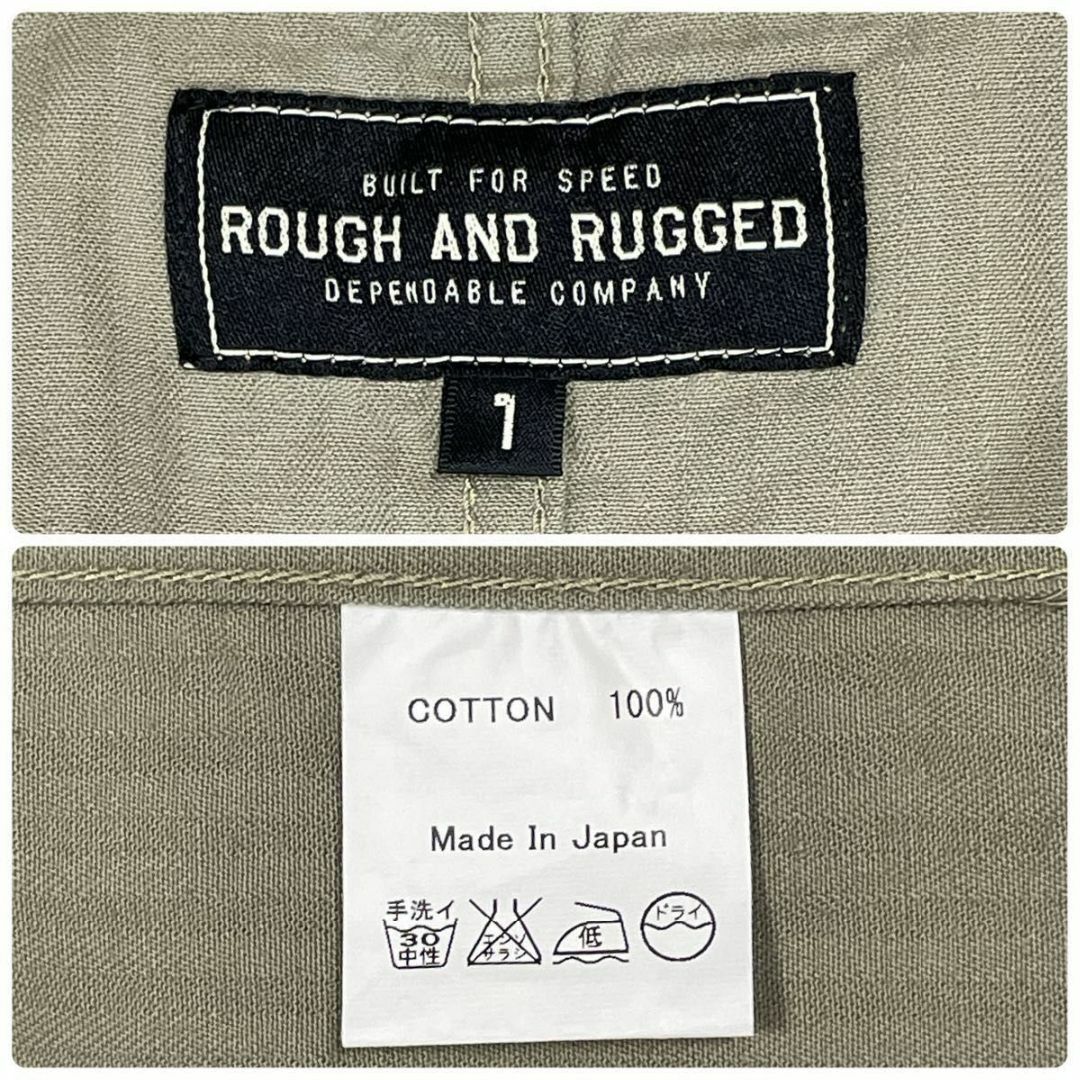 BUILT FOR SPEED
ROUGH AND RUGGED
DEPENDABLE COMPANY
1
COTTON 100%
Made In Japan
手洗イ
30
中性
エンソ
サラシ
低
ドライ